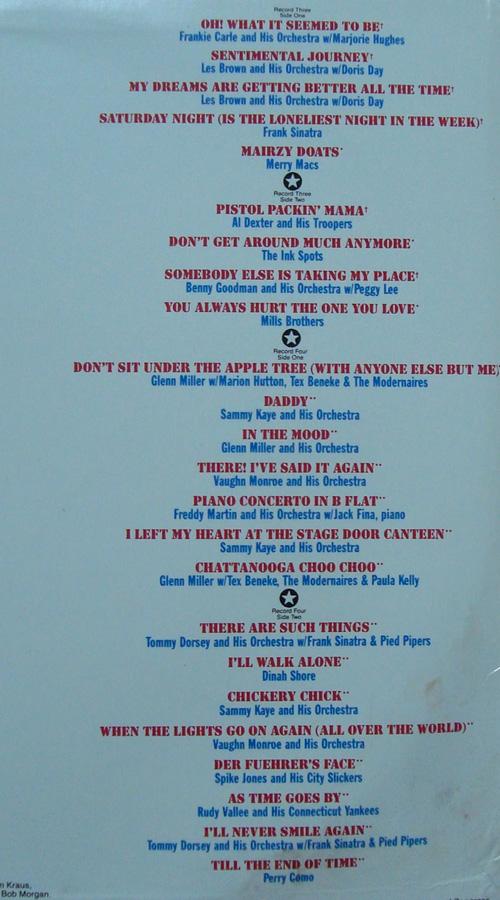 Record Three
Side One
OH! WHAT IT SEEMED TO BE†
Frankie Carle and His Orchestra w/Marjorie Hughes
SENTIMENTAL JOURNEY†
Les Brown and His Orchestra w/Doris Day
MY DREAMS ARE GETTING BETTER ALL THE TIME†
Les Brown and His Orchestra w/Doris Day
SATURDAY NIGHT (IS THE LONELIEST NIGHT IN THE WEEK)†
Frank Sinatra
MAIRZY DOATS*
Merry Macs
Record Three
Side Two
PISTOL PACKIN' MAMA†
Al Dexter and His Troopers
DON'T GET AROUND MUCH ANYMORE*
The Ink Spots
SOMEBODY ELSE IS TAKING MY PLACE†
Benny Goodman and His Orchestra w/Peggy Lee
YOU ALWAYS HURT THE ONE YOU LOVE*
Mills Brothers
Record Four
Side One
DON'T SIT UNDER THE APPLE TREE (WITH ANYONE ELSE BUT ME)
Glenn Miller w/Marion Hutton, Tex Beneke & The Modernaires
DADDY**
Sammy Kaye and His Orchestra
IN THE MOOD**
Glenn Miller and His Orchestra
THERE! I'VE SAID IT AGAIN**
Vaughn Monroe and His Orchestra
PIANO CONCERTO IN B FLAT**
Freddy Martin and His Orchestra w/Jack Fina, piano
I LEFT MY HEART AT THE STAGE DOOR CANTEEN**
Sammy Kaye and His Orchestra
CHATTANOOGA CHOO CHOO**
Glenn Miller w/Tex Beneke, The Modernaires & Paula Kelly
Record Four
Side Two
THERE ARE SUCH THINGS**
Tommy Dorsey and His Orchestra w/Frank Sinatra & Pied Pipers
I'LL WALK ALONE**
Dinah Shore
CHICKERY CHICK**
Sammy Kaye and His Orchestra
WHEN THE LIGHTS GO ON AGAIN (ALL OVER THE WORLD)**
Vaughn Monroe and His Orchestra
DER FUEHRER'S FACE**
Spike Jones and His City Slickers
AS TIME GOES BY**
Rudy Vallee and His Connecticut Yankees
I'LL NEVER SMILE AGAIN**
Tommy Dorsey and His Orchestra w/Frank Sinatra & Pied Pipers
TILL THE END OF TIME**
Perry Como
n Kraus,
Bob Morgan